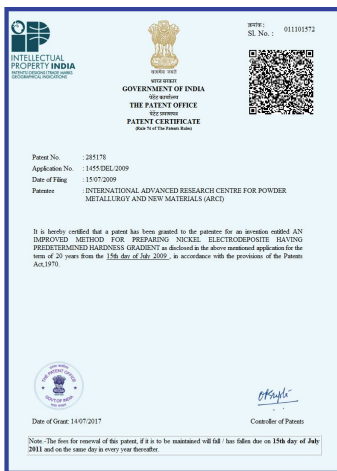 क्रमांक :
Sl. No. : 011101572
INTELLECTUAL
PROPERTY INDIA
PATENTS | DESIGNS | TRADE MARKS
GEOGRAPHICAL INDICATIONS
सत्यमेव जयते
भारत सरकार
GOVERNMENT OF INDIA
पेटेंट कार्यालय
THE PATENT OFFICE
पेटेंट प्रमाणपत्र
PATENT CERTIFICATE
(Rule 74 of The Patents Rules)
Patent No. : 285178
Application No. : 1455/DEL/2009
Date of Filing : 15/07/2009
Patentee : INTERNATIONAL ADVANCED RESEARCH CENTRE FOR POWDER
METALLURGY AND NEW MATERIALS (ARCI)
It is hereby certified that a patent has been granted to the patentee for an invention entitled AN
IMPROVED METHOD FOR PREPARING NICKEL ELECTRODEPOSITE HAVING
PREDETERMINED HARDNESS GRADIENT as disclosed in the above mentioned application for the
term of 20 years from the 15th day of July 2009 , in accordance with the provisions of the Patents
Act,1970.
THE PATENT OFFICE
GOVT OF INDIA
Date of Grant: 14/07/2017
Controller of Patents
Note -The fees for renewal of this patent, if it is to be maintained will fall / has fallen due on 15th day of July
2011 and on the same day in every year thereafter.